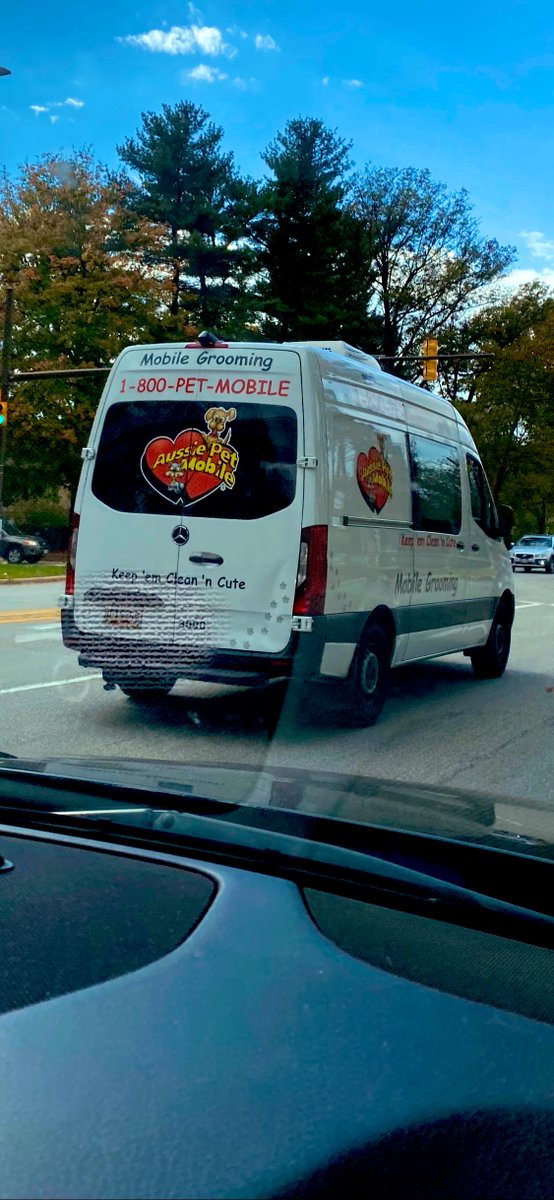 Mobile Grooming
1-800-PET-MOBILE
Aussie Pet
Mobile
Keep 'em Clean 'n Cute
Keep 'em Clean 'n Cute
Mobile Grooming